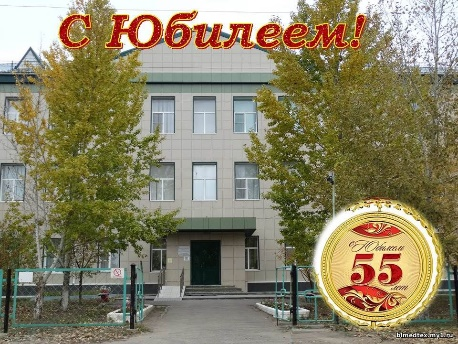 С Юбилеем!
Юбилей
55
лет
blmedtex.my1.ru